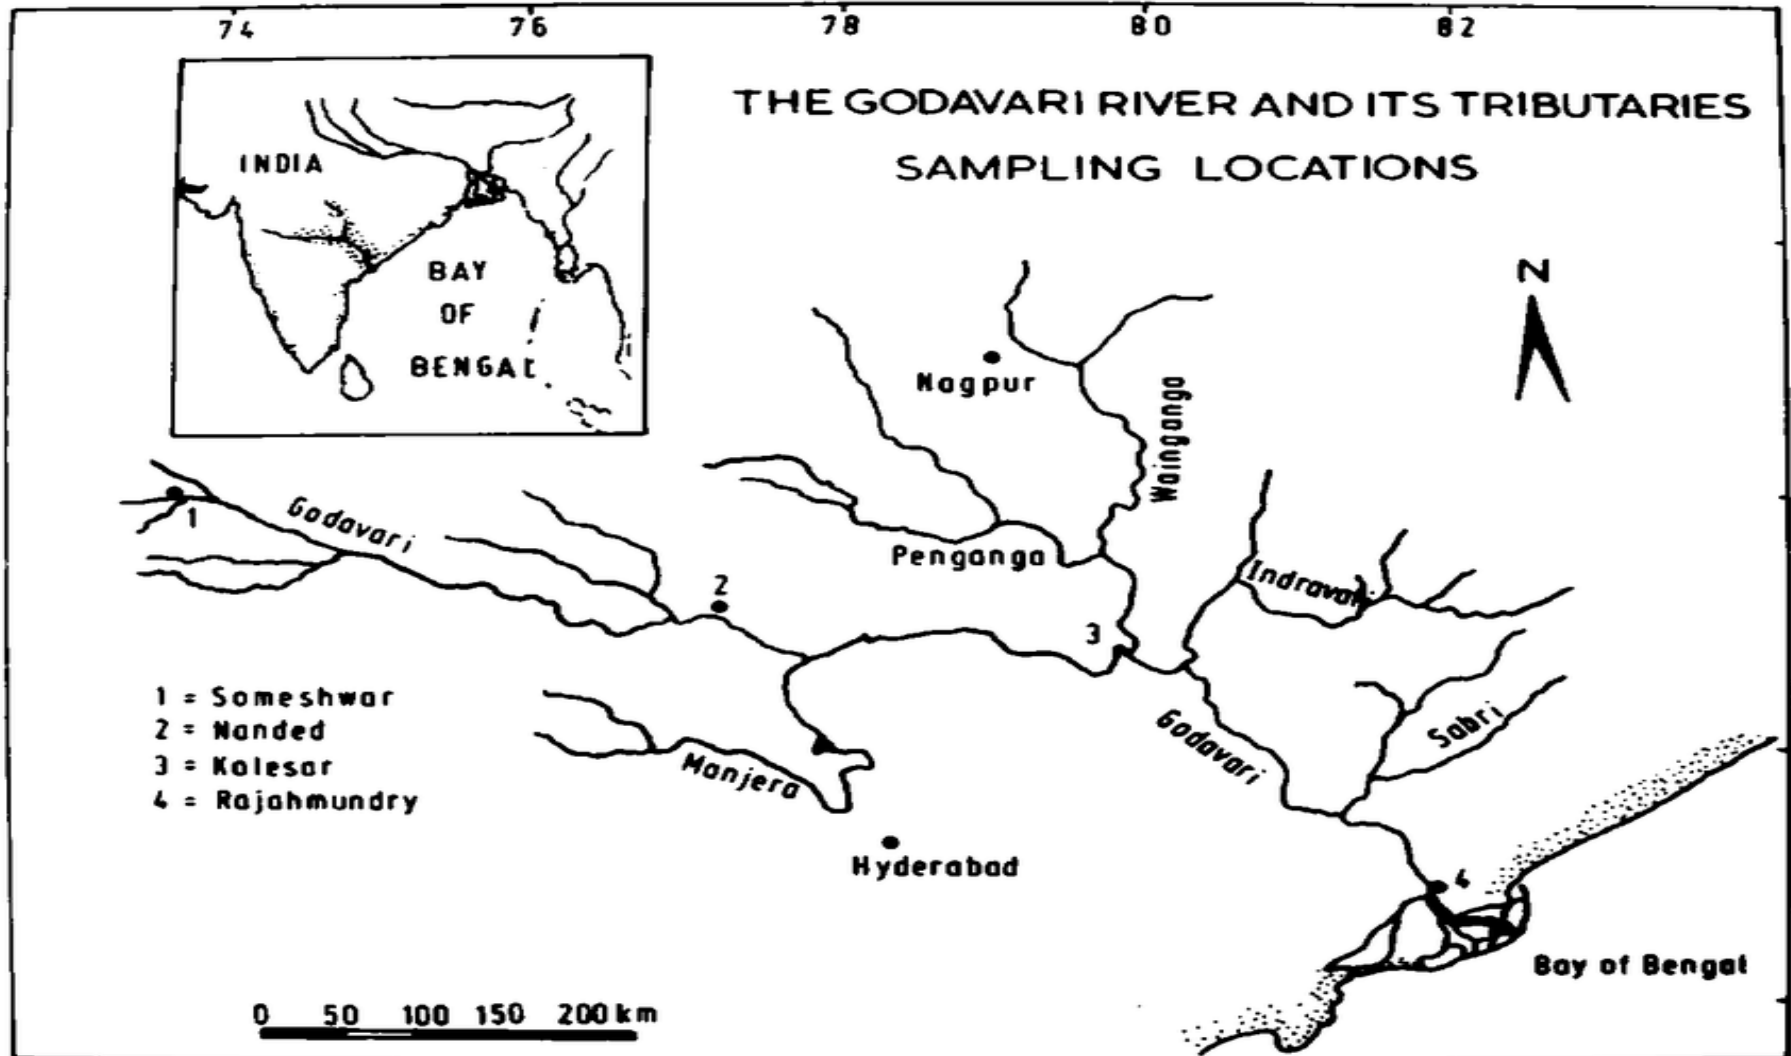 74 76 78 80 82
THE GODAVARI RIVER AND ITS TRIBUTARIES
SAMPLING LOCATIONS
INDIA
BAY
OF
BENGAL
N
Nagpur
Wainganga
1
Godavari
2
Penganga
3
Indravati
1 = Someshwar
2 = Nanded
3 = Kalesar
4 = Rajahmundry
Manjera
Godavari
Sabri
Hyderabad
4
Bay of Bengal
0 50 100 150 200 km